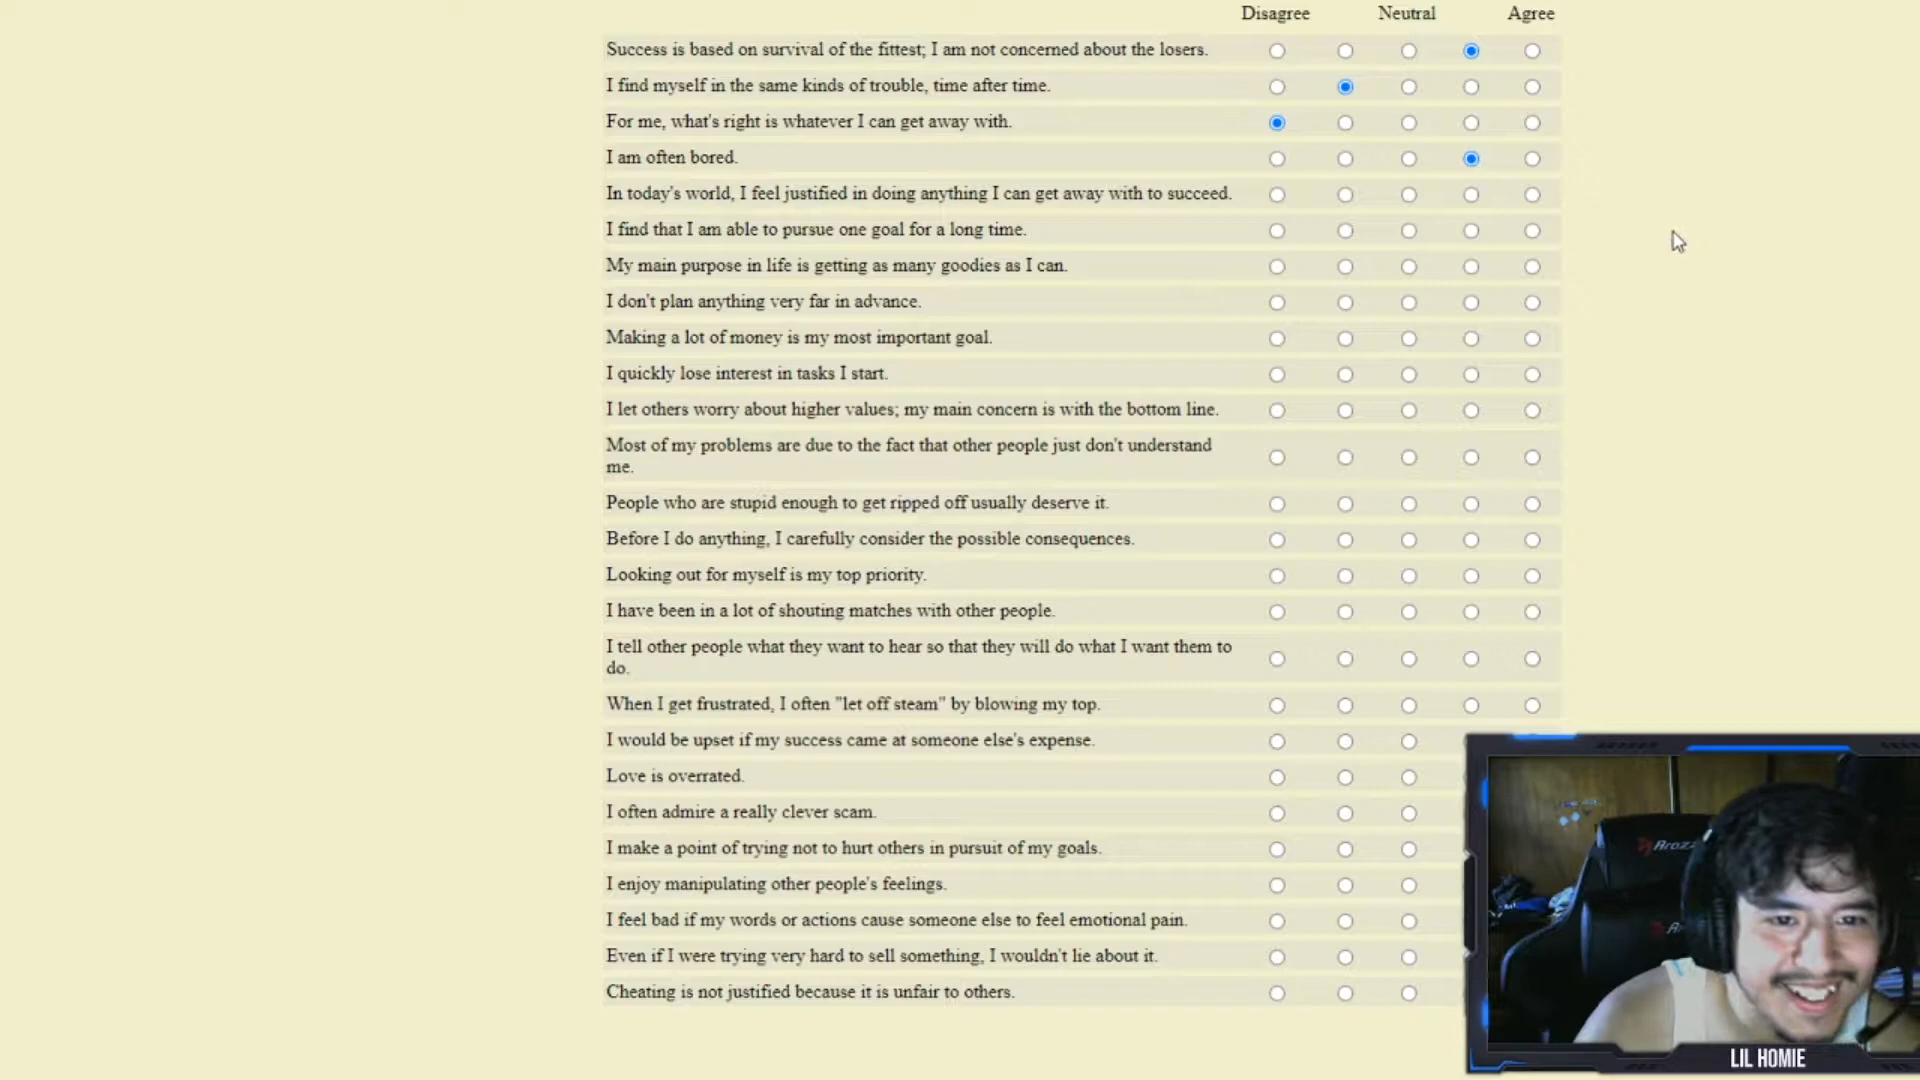 Disagree Neutral Agree
Success is based on survival of the fittest; I am not concerned about the losers.
I find myself in the same kinds of trouble, time after time.
For me, what's right is whatever I can get away with.
I am often bored.
In today's world, I feel justified in doing anything I can get away with to succeed.
I find that I am able to pursue one goal for a long time.
My main purpose in life is getting as many goodies as I can.
I don't plan anything very far in advance.
Making a lot of money is my most important goal.
I quickly lose interest in tasks I start.
I let others worry about higher values; my main concern is with the bottom line.
Most of my problems are due to the fact that other people just don't understand
me.
People who are stupid enough to get ripped off usually deserve it.
Before I do anything, I carefully consider the possible consequences.
Looking out for myself is my top priority.
I have been in a lot of shouting matches with other people.
I tell other people what they want to hear so that they will do what I want them to
do.
When I get frustrated, I often "let off steam" by blowing my top.
I would be upset if my success came at someone else's expense.
Love is overrated.
I often admire a really clever scam.
I make a point of trying not to hurt others in pursuit of my goals.
I enjoy manipulating other people's feelings.
I feel bad if my words or actions cause someone else to feel emotional pain.
Even if I were trying very hard to sell something, I wouldn't lie about it.
Cheating is not justified because it is unfair to others.
LIL HOMIE